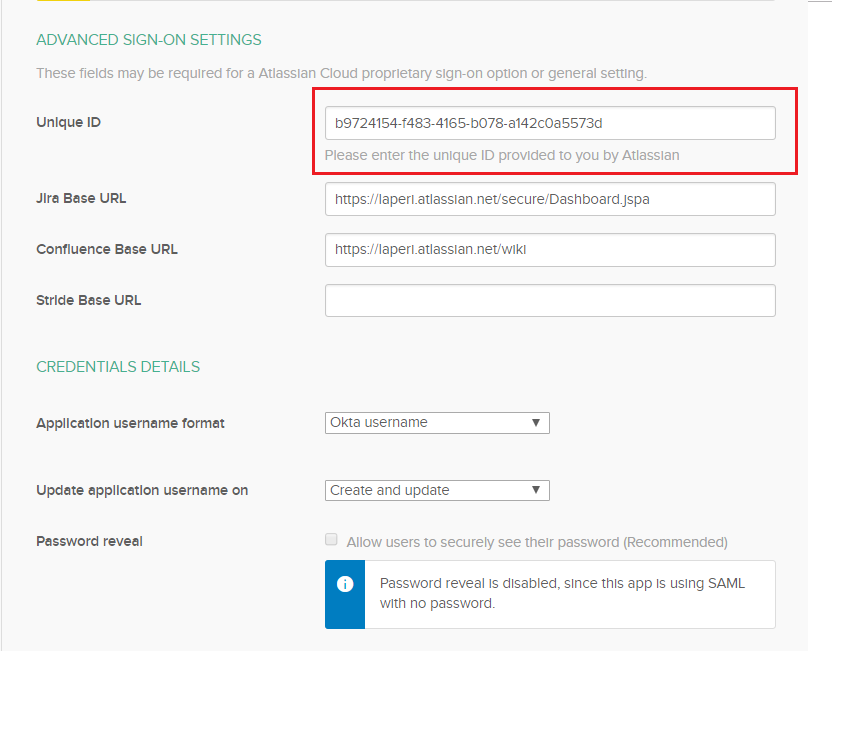 ADVANCED SIGN-ON SETTINGS
These fields may be required for a Atlassian Cloud proprietary sign-on option or general setting.
Unique ID
b9724154-f483-4165-b078-a142c0a5573d
Please enter the unique ID provided to you by Atlassian
Jira Base URL
https://laperi.atlassian.net/secure/Dashboard.jspa
Confluence Base URL
https://laperi.atlassian.net/wiki
Stride Base URL
CREDENTIALS DETAILS
Application username format
Okta username
Update application username on
Create and update
Password reveal
Allow users to securely see their password (Recommended)
Password reveal is disabled, since this app is using SAML
with no password.